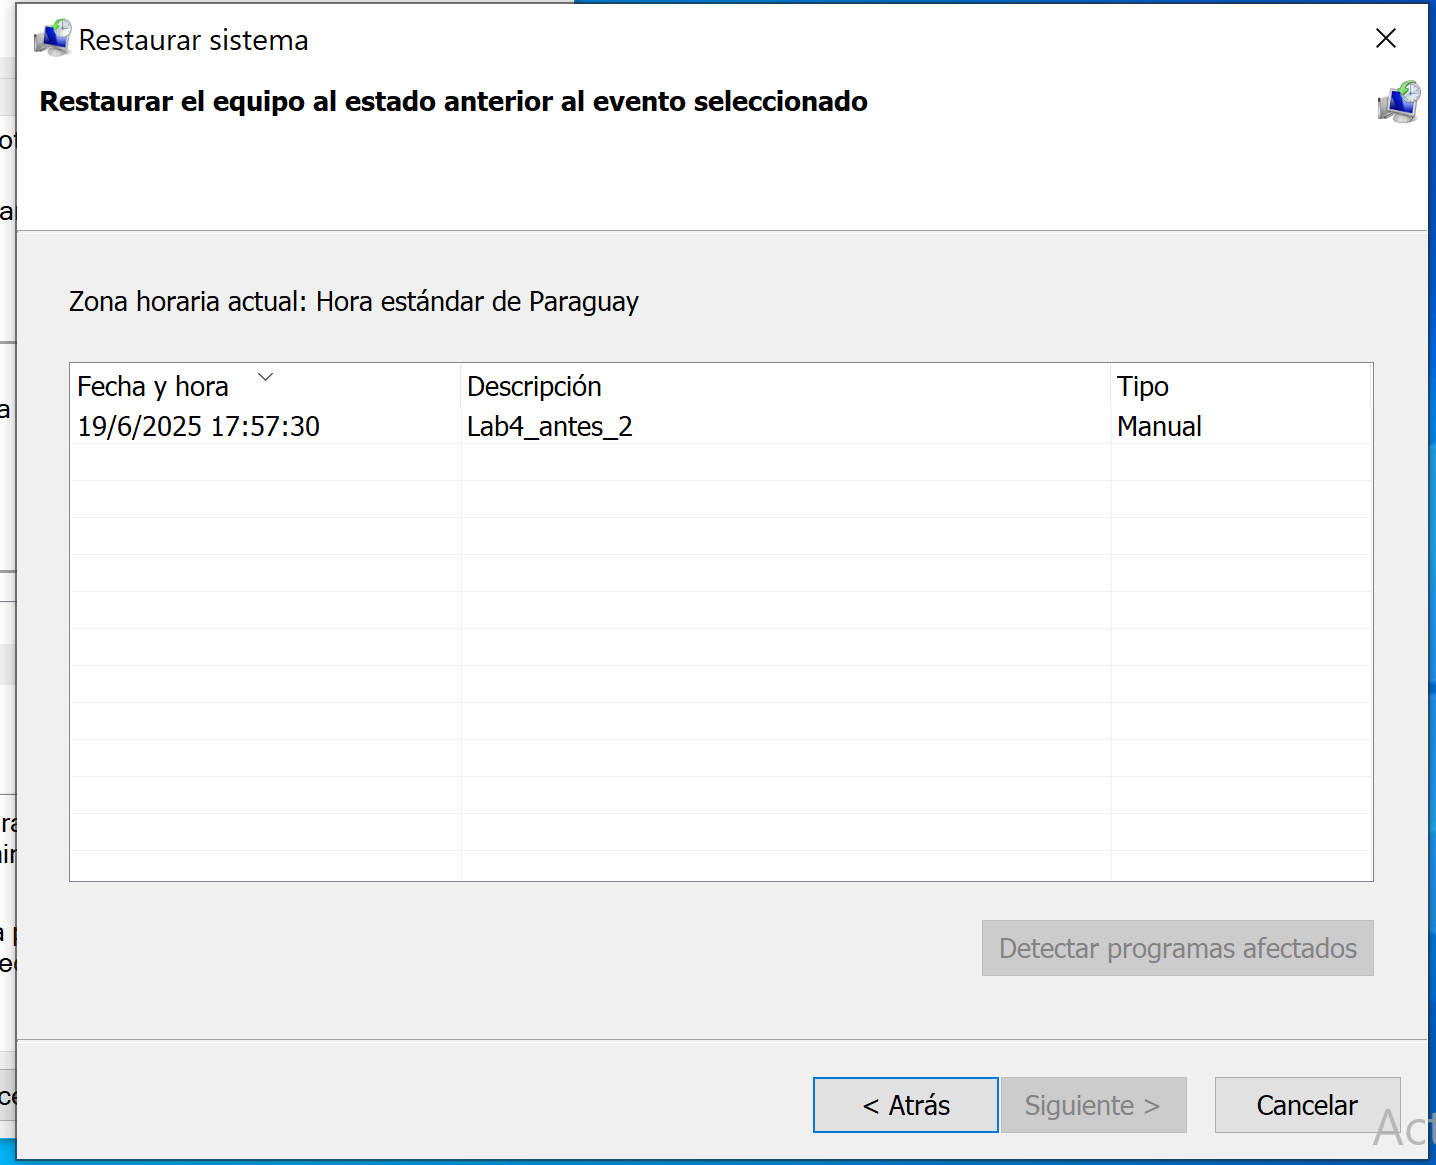 Restaurar sistema
Restaurar el equipo al estado anterior al evento seleccionado
Zona horaria actual: Hora estándar de Paraguay
Fecha y hora Descripción Tipo
19/6/2025 17:57:30 Lab4_antes_2 Manual
Detectar programas afectados
< Atrás Siguiente > Cancelar